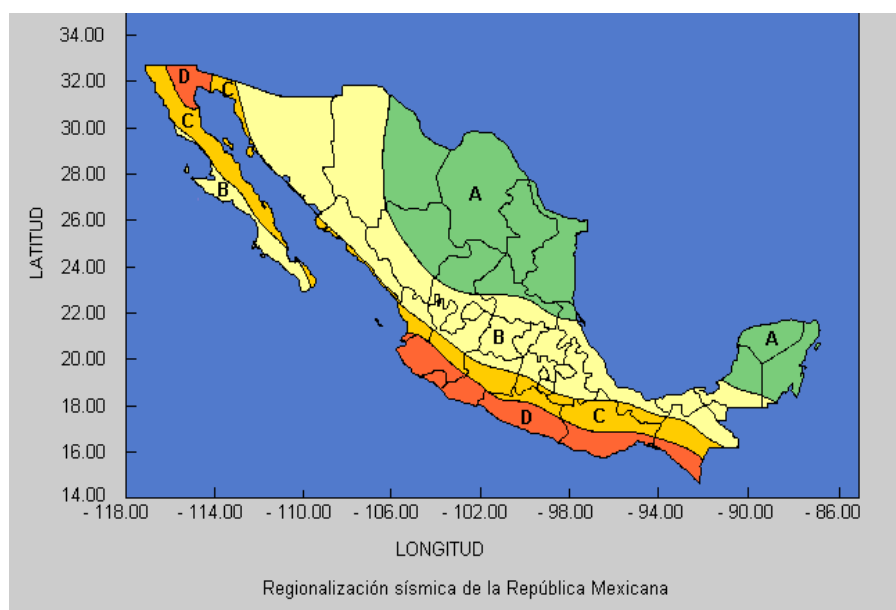 34.00
32.00
30.00
28.00
26.00
24.00
22.00
20.00
18.00
16.00
14.00
LATITUD
D
C
C
B
A
B
A
C
D
- 118.00 - 114.00 - 110.00 - 106.00 - 102.00 - 98.00 - 94.00 - 90.00 - 86.00
LONGITUD
Regionalización sísmica de la República Mexicana